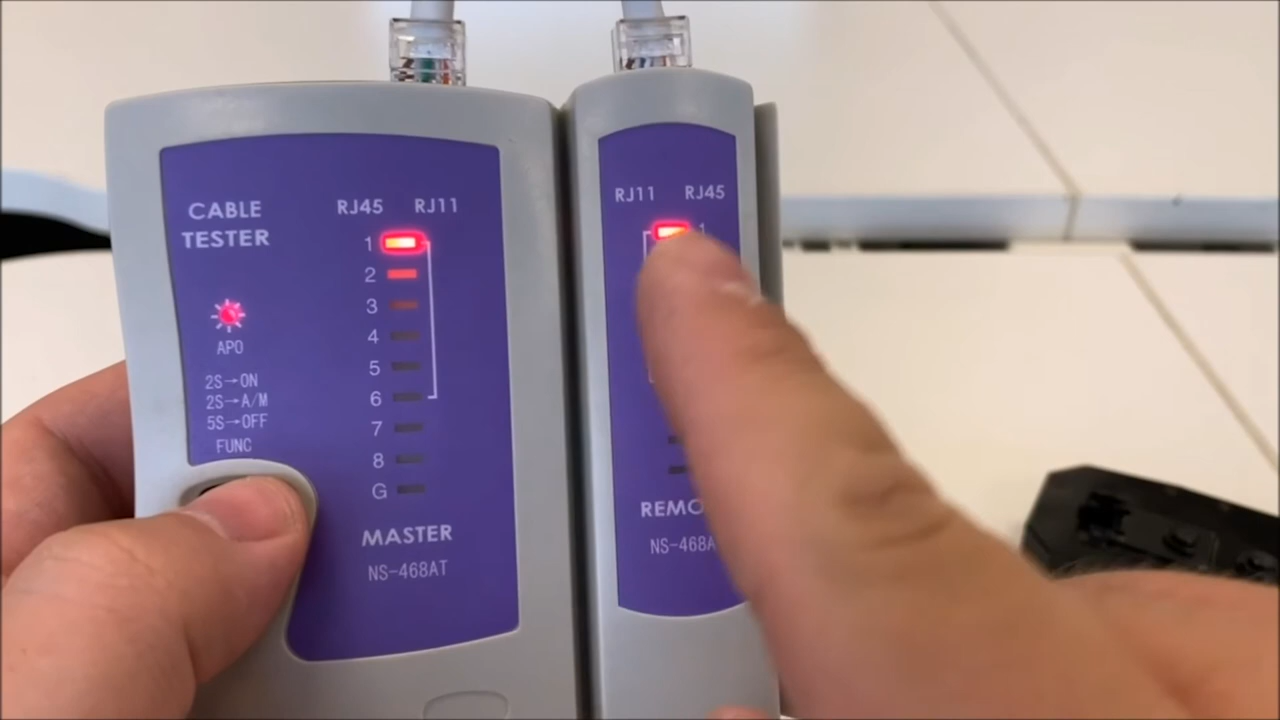 CABLE
TESTER
RJ45 RJ11
1
2
3
4
5
6
7
8
G
APO
2S→ON
2S→A/M
5S→OFF
FUNC
MASTER
NS-468AT
RJ11 RJ45
1
REMO
NS-468A